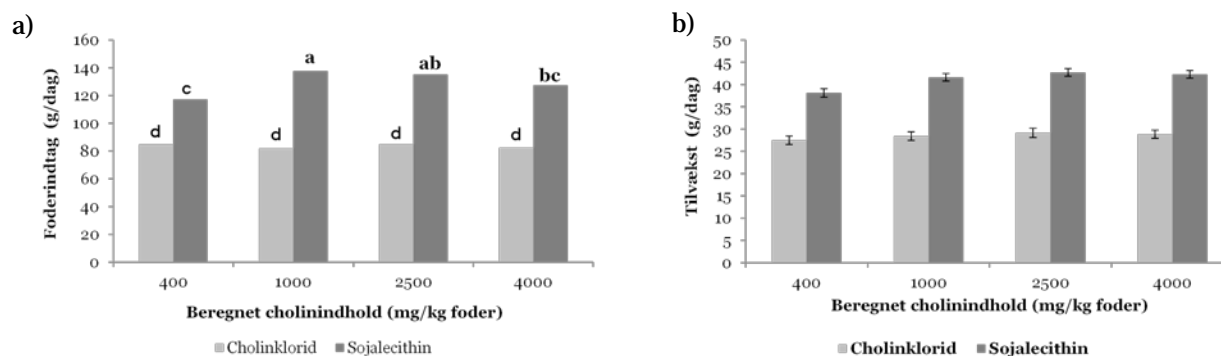 a)
Foderindtag (g/dag)
160
140
120
100
80
60
40
20
0
d
c
d
a
d
ab
d
bc
400
1000
2500
4000
Beregnet cholinindhold (mg/kg foder)
Cholinklorid
Sojalecithin
b)
Tilvækst (g/dag)
50
45
40
35
30
25
20
15
10
5
0
400
1000
2500
4000
Beregnet cholinindhold (mg/kg foder)
Cholinklorid
Sojalecithin